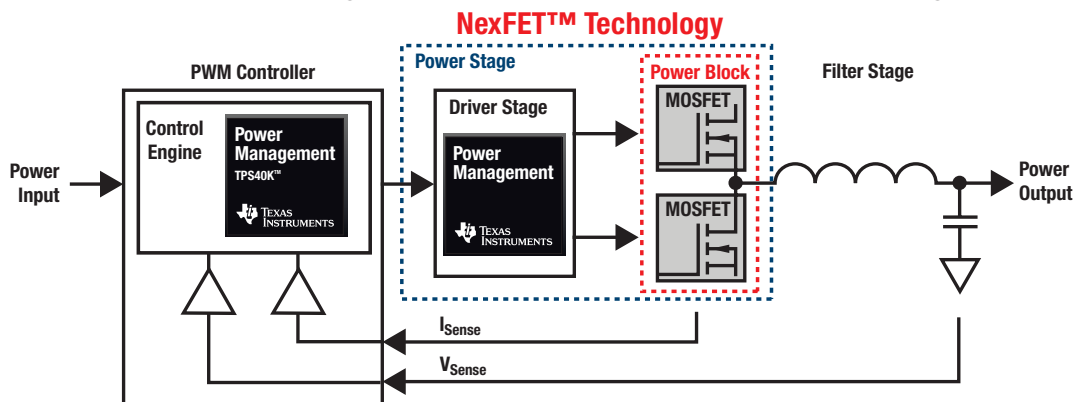 NexFET™ Technology
PWM Controller
Power Stage
Power Block
Filter Stage
Control
Engine
Power
Management
TPS40K™
TEXAS
INSTRUMENTS
Driver Stage
Power
Management
TEXAS
INSTRUMENTS
MOSFET
MOSFET
Power
Input
Power
Output
ISense
VSense